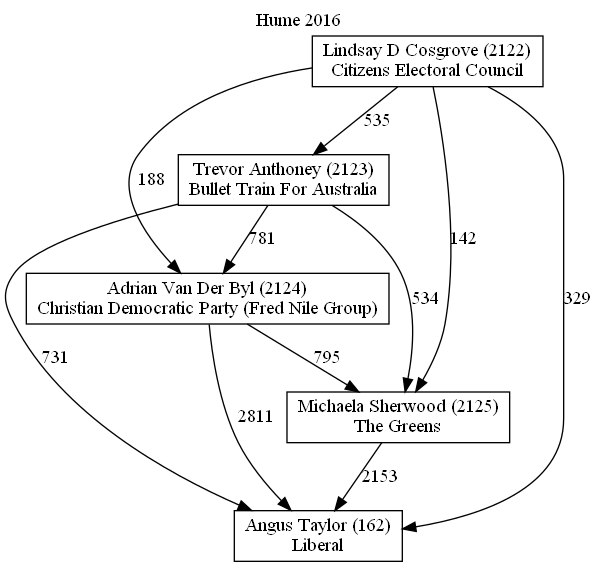 Hume 2016
Lindsay D Cosgrove (2122)
Citizens Electoral Council
535
Trevor Anthoney (2123)
Bullet Train For Australia
188
781
142
Adrian Van Der Byl (2124)
Christian Democratic Party (Fred Nile Group)
534
329
731
795
Michaela Sherwood (2125)
The Greens
2811
2153
Angus Taylor (162)
Liberal